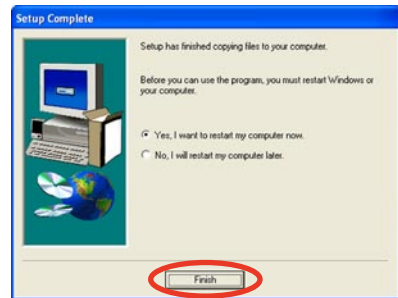 Setup Complete
Setup has finished copying files to your computer.
Before you can use the program, you must restart Windows or
your computer.
Yes, I want to restart my computer now.
No, I will restart my computer later.
Finish